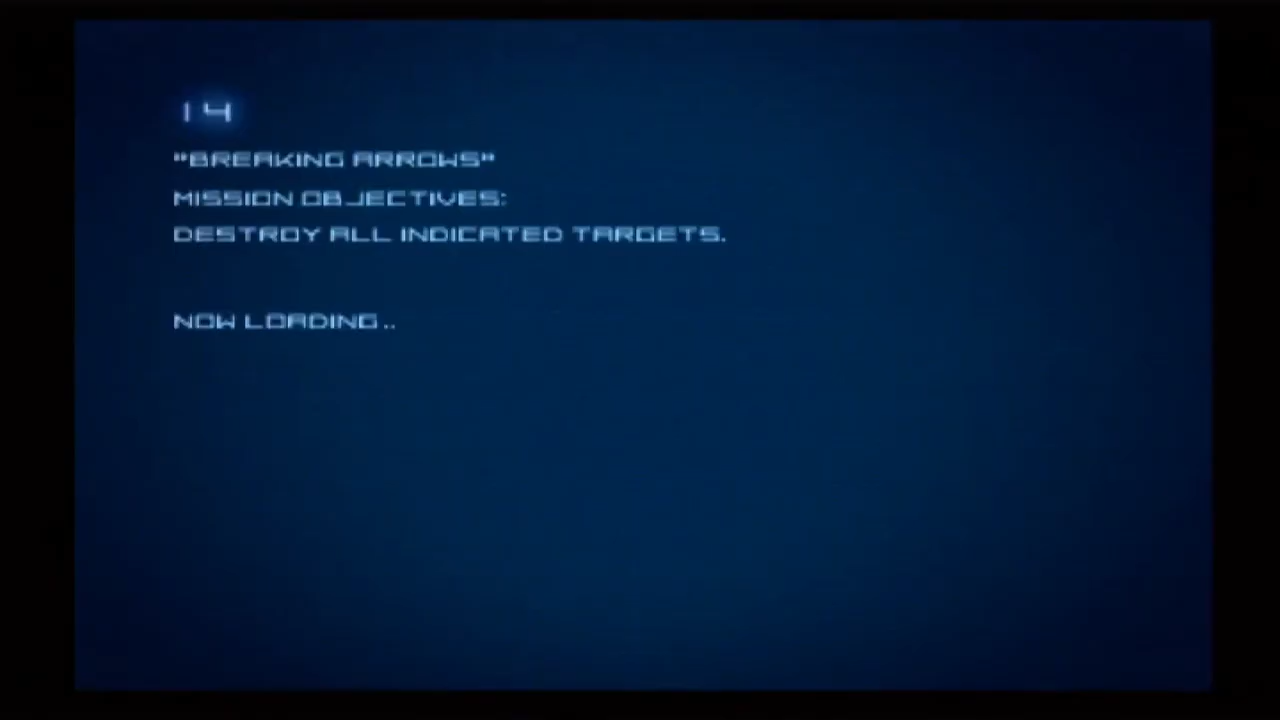 14
"BREAKING ARROWS"
MISSION OBJECTIVES:
DESTROY ALL INDICATED TARGETS.
NOW LOADING..